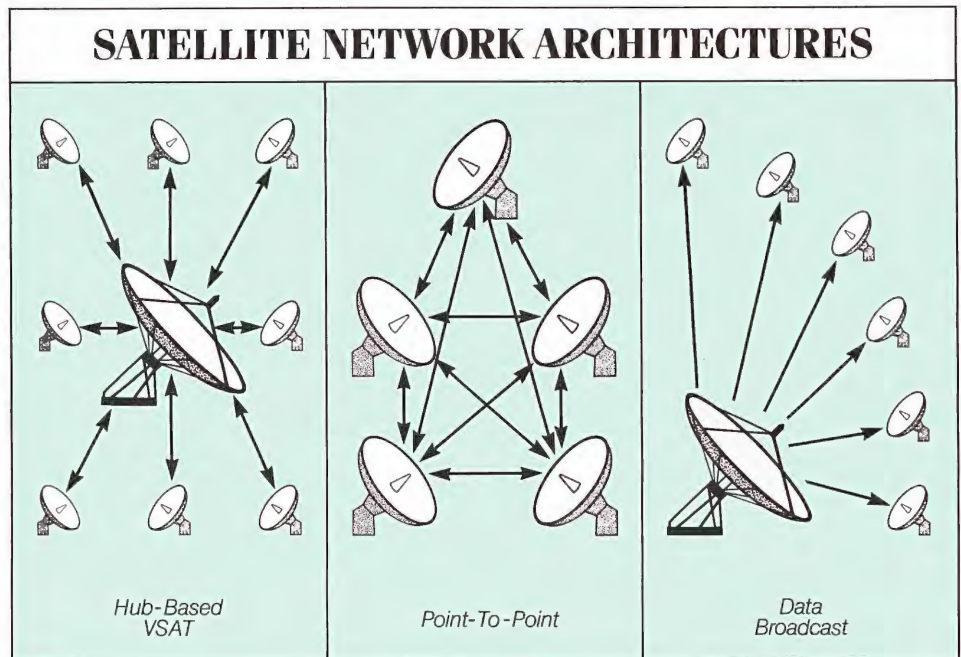 SATELLITE NETWORK ARCHITECTURES
Hub-Based
VSAT
Point-To-Point
Data
Broadcast